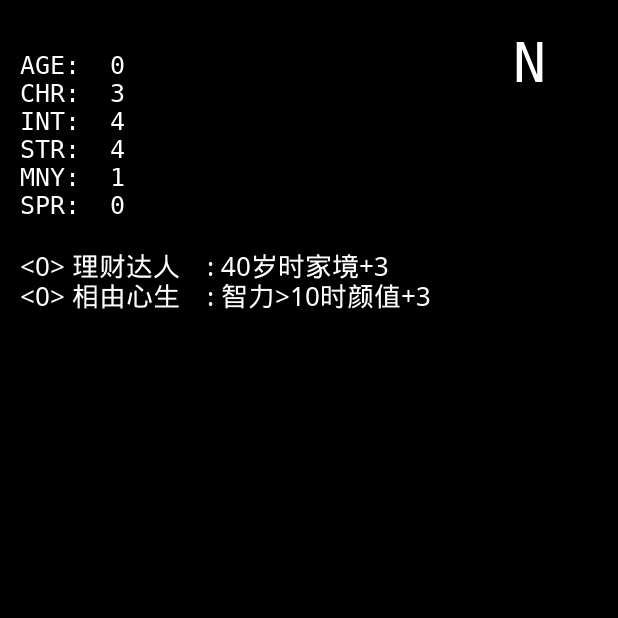 N
AGE: 0
CHR: 3
INT: 4
STR: 4
MNY: 1
SPR: 0
<0> 理财达人 : 40岁时家境+3
<0> 相由心生 : 智力>10时颜值+3